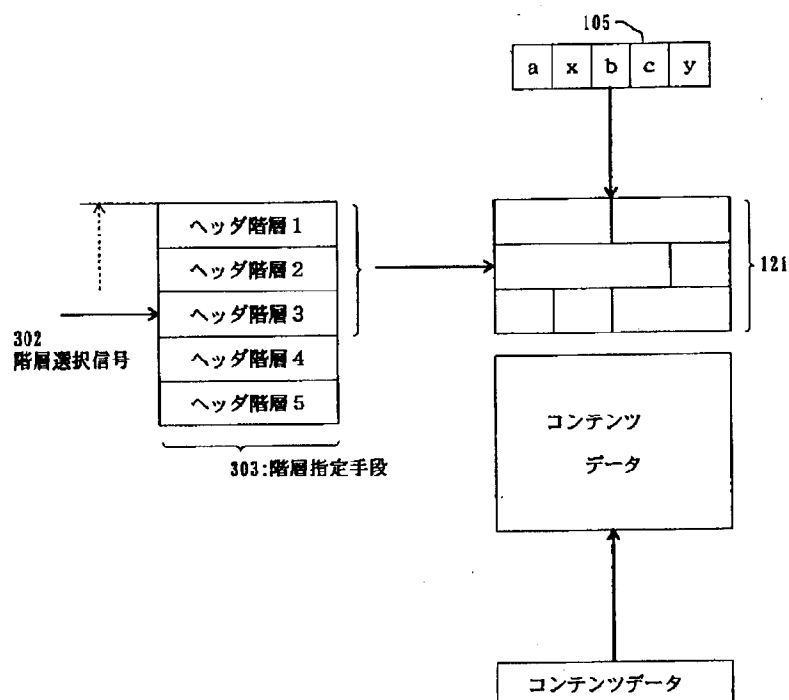 105
a x b c y
ヘッダ階層1
ヘッダ階層2
ヘッダ階層3
ヘッダ階層4
ヘッダ階層5
302
階層選択信号
303:階層指定手段
121
コンテンツ
データ
コンテンツデータ